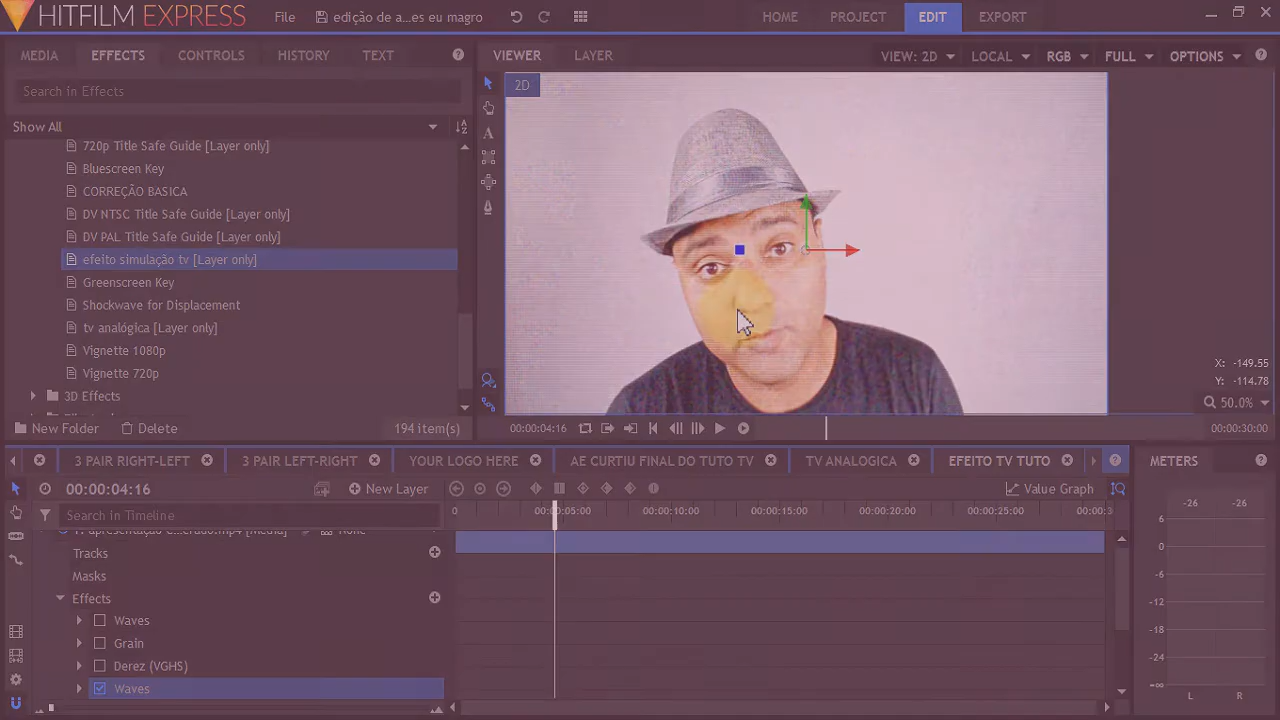 HITFILM EXPRESS
File
edição de a...es eu magro
HOME
PROJECT
EDIT
EXPORT
MEDIA
EFFECTS
CONTROLS
HISTORY
TEXT
VIEWER
LAYER
VIEW: 2D
LOCAL
RGB
FULL
OPTIONS
Search in Effects
2D
Show All
720p Title Safe Guide [Layer only]
Bluescreen Key
CORREÇÃO BASICA
DV NTSC Title Safe Guide [Layer only]
DV PAL Title Safe Guide [Layer only]
efeito simulação tv [Layer only]
Greenscreen Key
Shockwave for Displacement
tv analógica [Layer only]
Vignette 1080p
Vignette 720p
3D Effects
X: -149.55
Y: -114.78
50.0%
New Folder
Delete
194 item(s)
00:00:04:16
00:00:30:00
3 PAIR RIGHT-LEFT
3 PAIR LEFT-RIGHT
YOUR LOGO HERE
AE CURTIU FINAL DO TUTO TV
TV ANALOGICA
EFEITO TV TUTO
METERS
00:00:04:16
New Layer
Value Graph
Search in Timeline
0
00:00:05:00
00:00:10:00
00:00:15:00
00:00:20:00
00:00:25:00
00:00:3
Tracks
Masks
Effects
Waves
Grain
Derez (VGHS)
Waves
-26 -26
6
0
-6
-12
-18
-24
-∞
L R